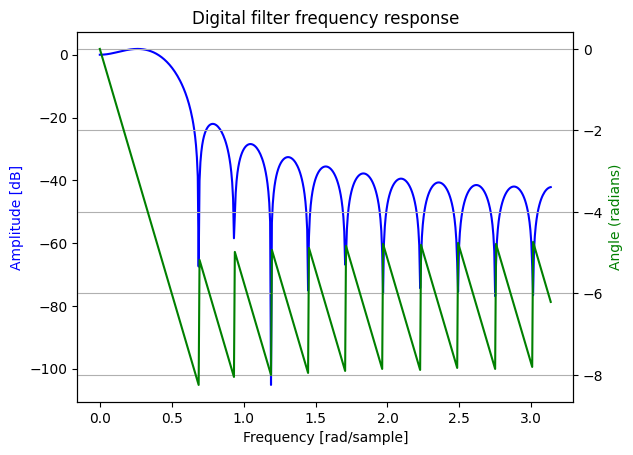 Digital filter frequency response
Amplitude [dB]
0
−20
−40
−60
−80
−100
0
−2
−4
−6
−8
Angle (radians)
0.0 0.5 1.0 1.5 2.0 2.5 3.0
Frequency [rad/sample]